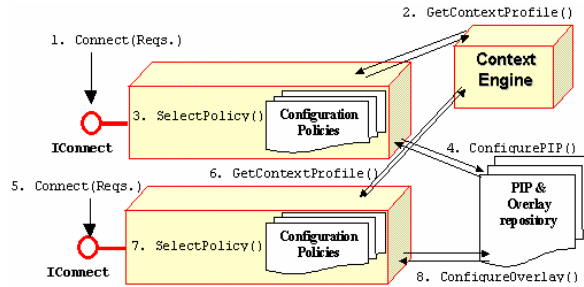 2. GetContextProfile()
1. Connect(Reqs.)
Context
Engine
3. SelectPolicy()
Configuration
Policies
IConnect
4. ConfigurePIP()
6. GetContextProfile()
5. Connect(Reqs.)
PIP &
Overlay
repository
7. SelectPolicy()
Configuration
Policies
IConnect
8. ConfigureOverlay()